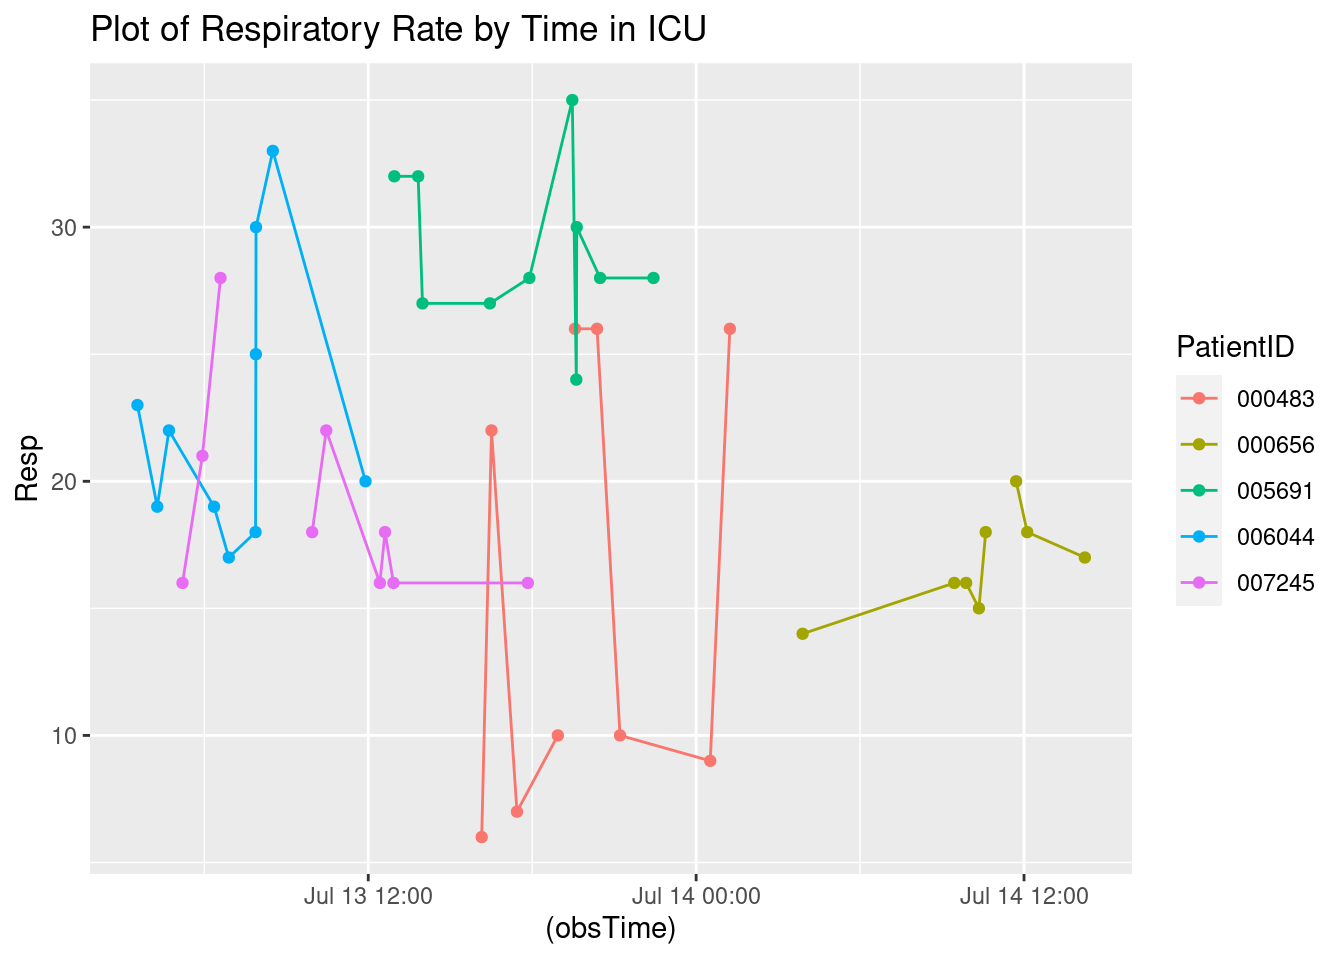 Plot of Respiratory Rate by Time in ICU
Resp
30
20
10
Jul 13 12:00
Jul 14 00:00
Jul 14 12:00
(obsTime)
PatientID
000483
000656
005691
006044
007245